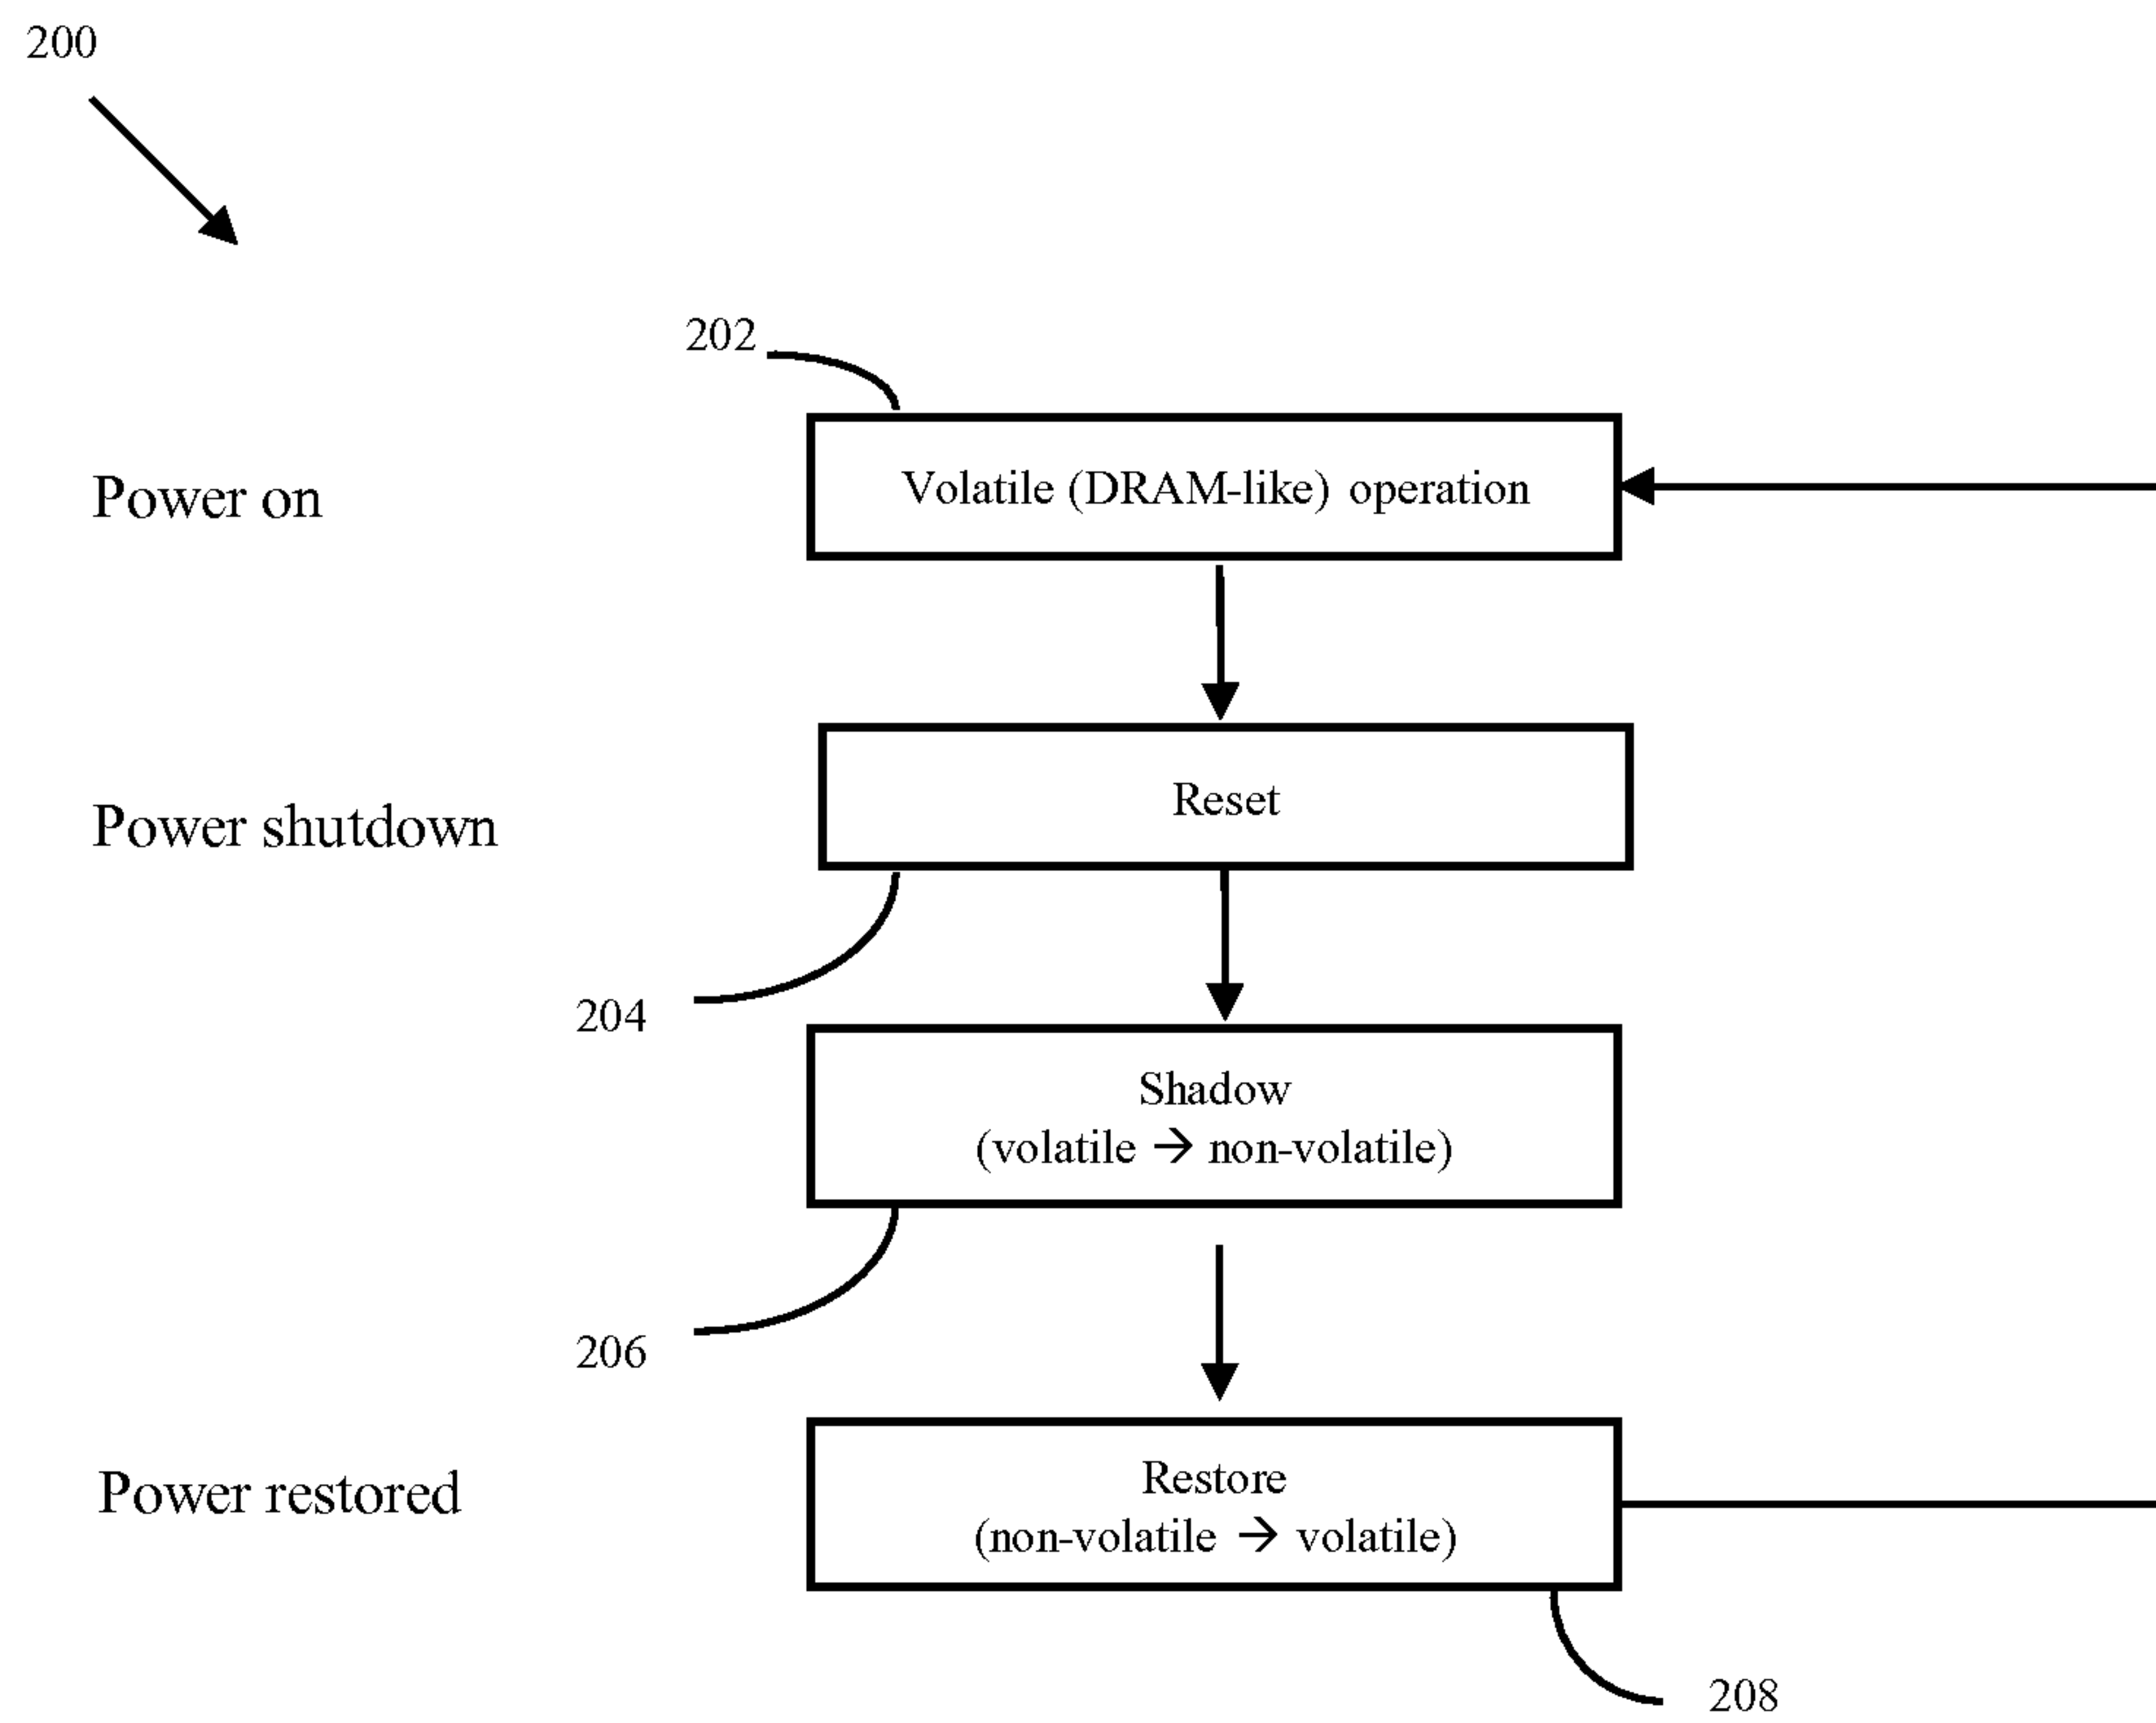 200
202
Power on
Volatile (DRAM-like) operation
Power shutdown
Reset
204
Shadow
(volatile → non-volatile)
206
Power restored
Restore
(non-volatile → volatile)
208